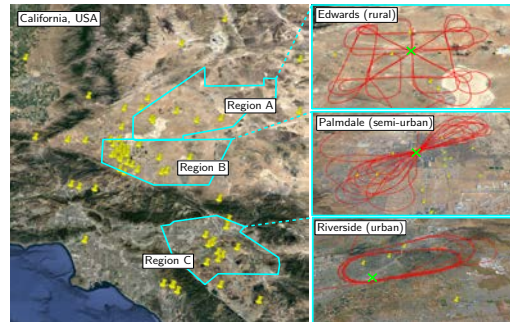 California, USA
Region A
Region B
Region C
Edwards (rural)
Palmdale (semi-urban)
Riverside (urban)